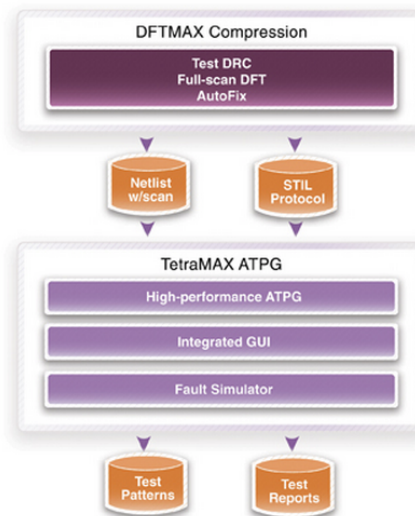 DFTMAX Compression
Test DRC
Full-scan DFT
AutoFix
Netlist
w/scan
STIL
Protocol
TetraMAX ATPG
High-performance ATPG
Integrated GUI
Fault Simulator
Test
Patterns
Test
Reports